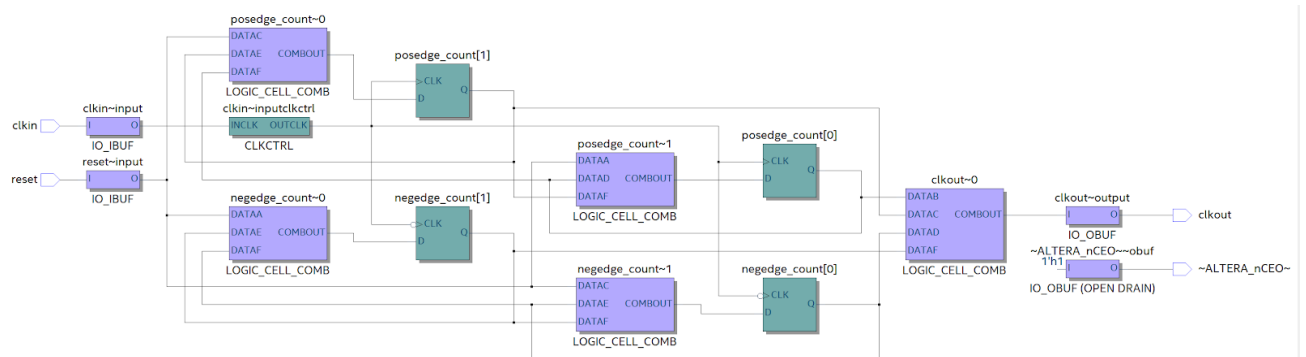 posedge_count~0
DATAC
DATAE COMBOUT
DATAF
LOGIC_CELL_COMB
posedge_count[1]
CLK
D
Q
clkin~input
clkin
I O
IO_IBUF
clkin~inputclkctrl
INCLK OUTCLK
CLKCTRL
reset~input
reset
I O
IO_IBUF
posedge_count~1
DATAA
DATAD COMBOUT
DATAF
LOGIC_CELL_COMB
posedge_count[0]
CLK
D
Q
negedge_count~0
DATAA
DATAE COMBOUT
DATAF
LOGIC_CELL_COMB
negedge_count[1]
CLK
D
Q
negedge_count~1
DATAC
DATAE COMBOUT
DATAF
LOGIC_CELL_COMB
negedge_count[0]
CLK
D
Q
clkout~0
DATAB
DATAC COMBOUT
DATAD
DATAF
LOGIC_CELL_COMB
clkout~output
I O
clkout
IO_OBUF
~ALTERA_nCEO~~obuf
1'h1
I O
~ALTERA_nCEO~
IO_OBUF (OPEN DRAIN)